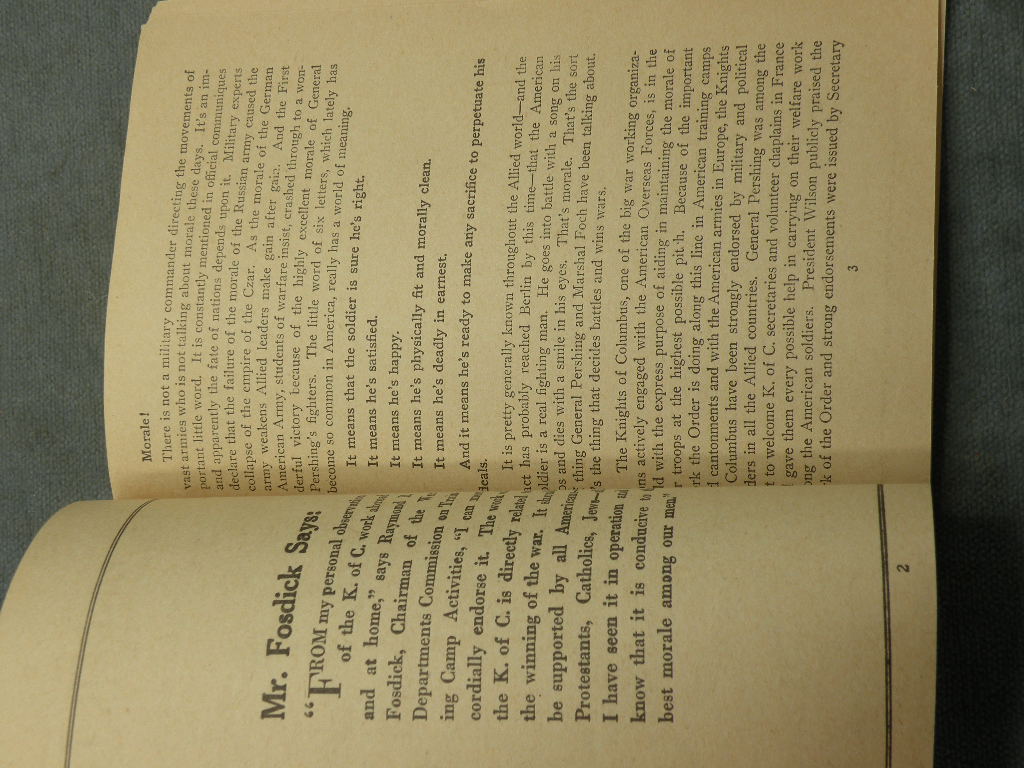 Mr. Fosdick Says:
"FROM my personal
of the K. of C. work
and at home," says Raymond
Fosdick, Chairman of the
Departments Commission on
ing Camp Activities, "I can
cordially endorse it. The work
the K. of C. is directly related
the winning of the war. It
be supported by all
Protestants, Catholics, Jews—
I have seen it in operation
know that it is conducive to
best morale among our men"
2
Morale!
There is not a military commander directing the movements of
vast armies who is not talking about morale these days. It's an im-
portant little word. It is constantly mentioned in official communiques
and apparently the fate of nations depends upon it. Military experts
declare that the failure of the morale of the Russian army caused the
collapse of the empire of the Czar. As the morale of the German
army weakens Allied leaders make gain after gain. And the First
American Army, students of warfare insist, crashed through to a won-
derful victory because of the highly excellent morale of General
Pershing's fighters. The little word of six letters, which lately has
become so common in America, really has a world of meaning.
It means that the soldier is sure he's right.
It means he's satisfied.
It means he's happy.
It means he's physically fit and morally clean.
It means he's deadly in earnest.
And it means he's ready to make any sacrifice to perpetuate his
ideals.
It is pretty generally known throughout the Allied world—and the
has probably reached Berlin by this time—that the American
is a real fighting man. He goes into battle with a song on his
and dies with a smile in his eyes. That's morale. That's the sort
thing General Pershing and Marshal Foch have been talking about.
the thing that decides battles and wins wars.
The Knights of Columbus, one of the big war working organiza-
actively engaged with the American Overseas Forces, is in the
with the express purpose of aiding in maintaining the morale of
troops at the highest possible pit h. Because of the important
the Order is doing along this line in American training camps
cantonments and with the American armies in Europe, the Knights
Columbus have been strongly endorsed by military and political
in all the Allied countries. General Pershing was among the
to welcome K. of C. secretaries and volunteer chaplains in France
gave them every possible help in carrying on their welfare work
the American soldiers. President Wilson publicly praised the
of the Order and strong endorsements were issued by Secretary
3